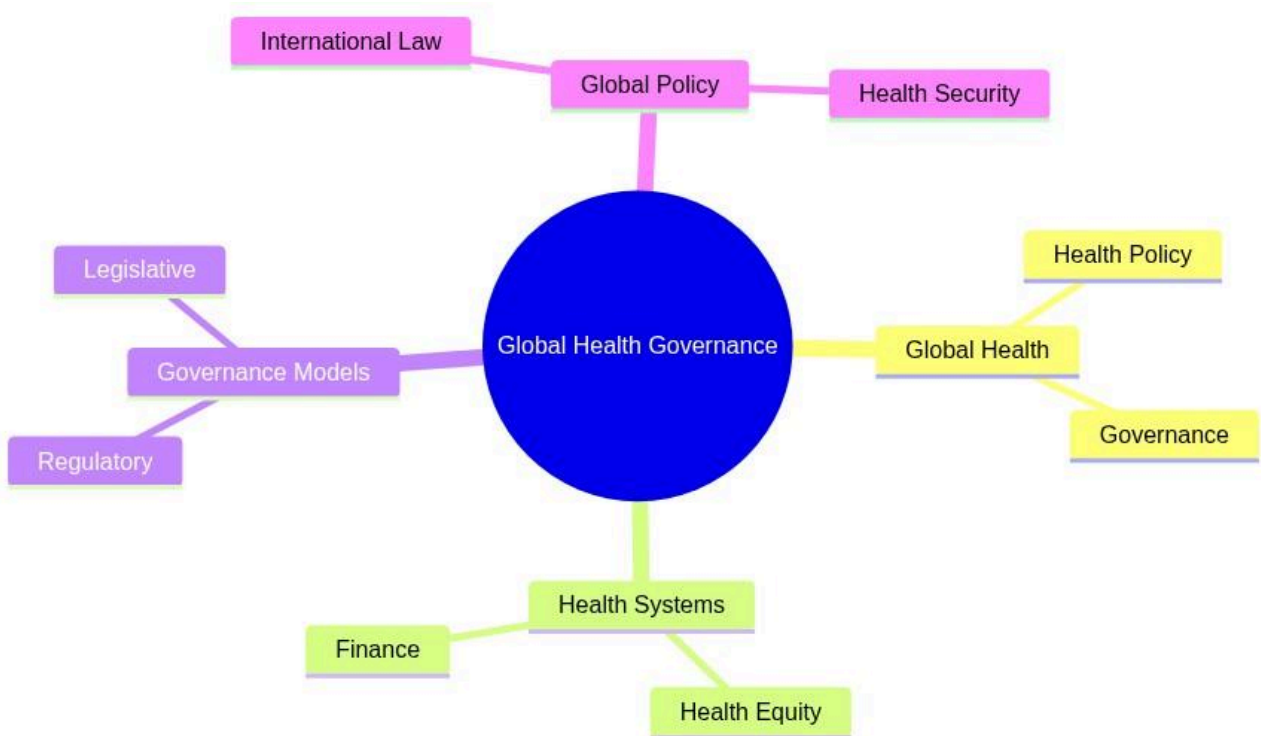 International Law
Global Policy
Health Security
Legislative
Health Policy
Governance Models
Global Health Governance
Global Health
Regulatory
Governance
Health Systems
Finance
Health Equity